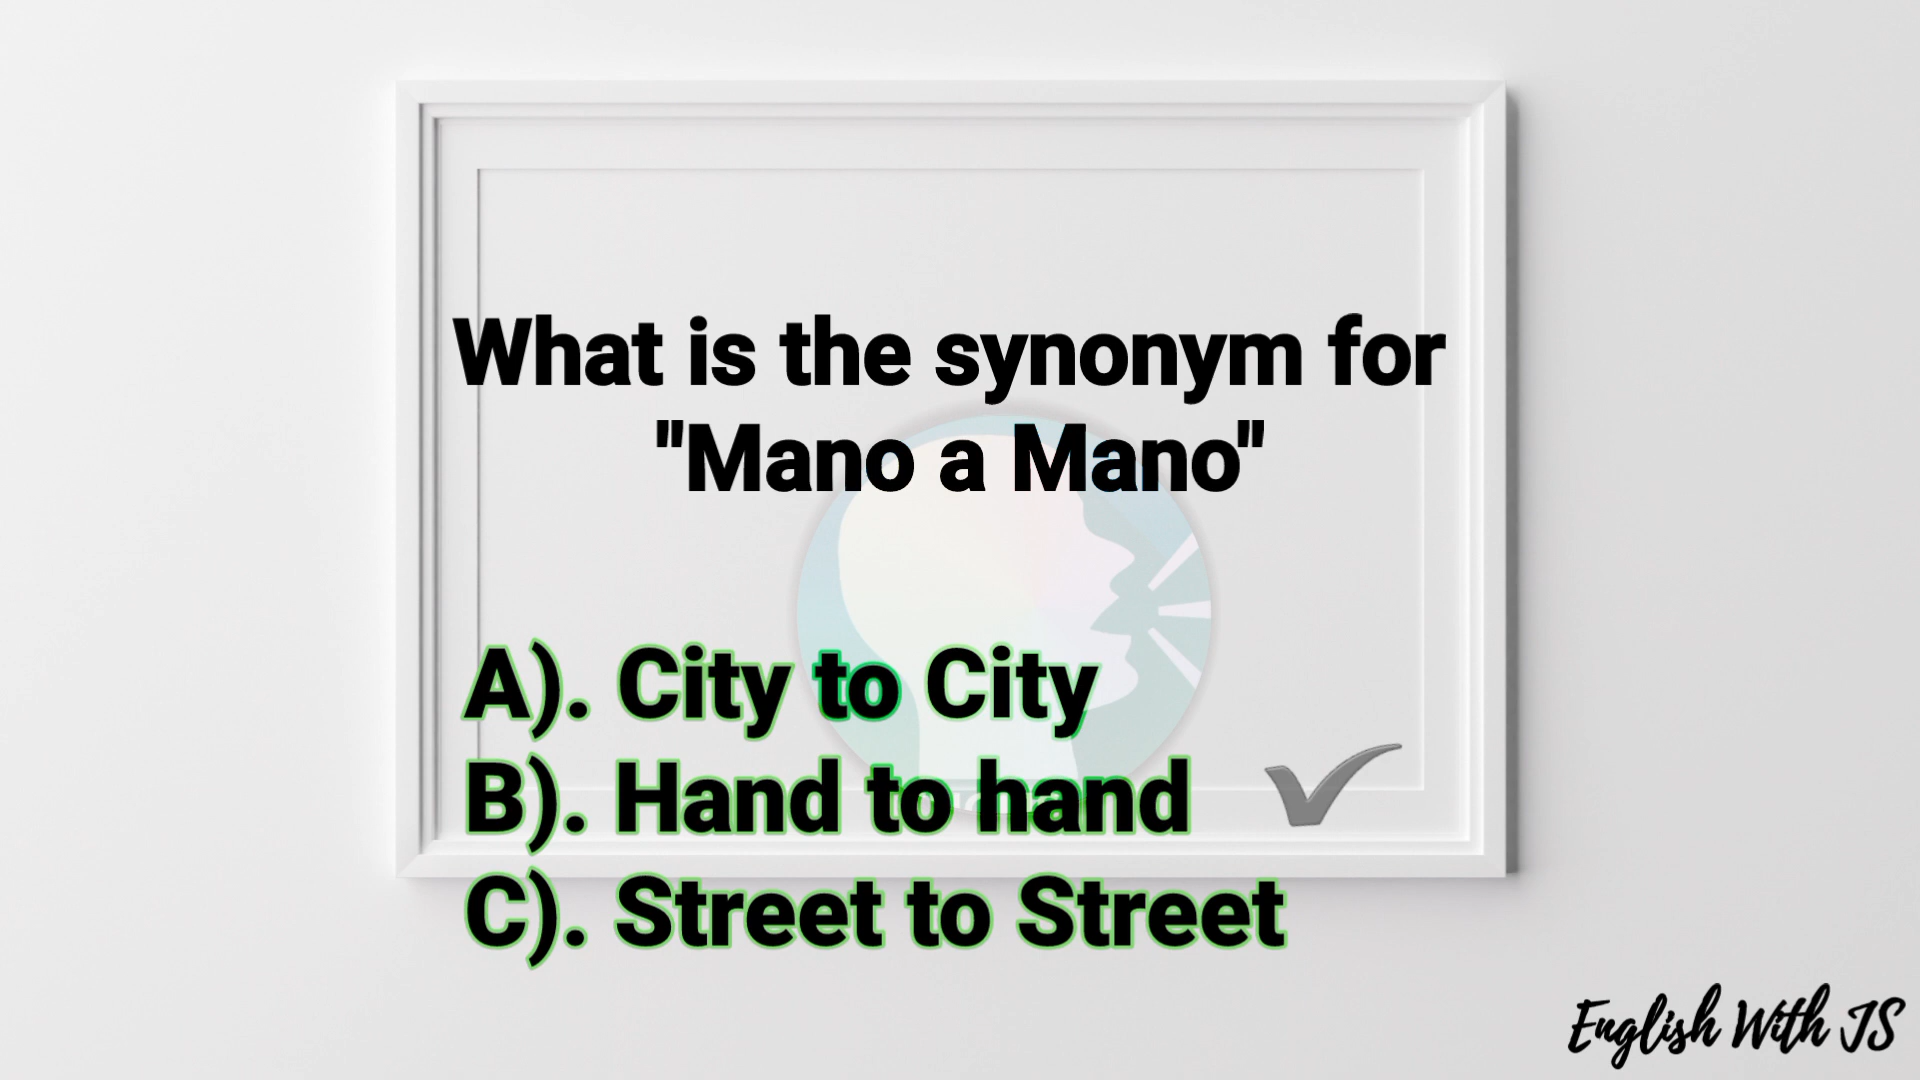 What is the synonym for
"Mano a Mano"
A). City to City
B). Hand to hand
C). Street to Street
English With JS